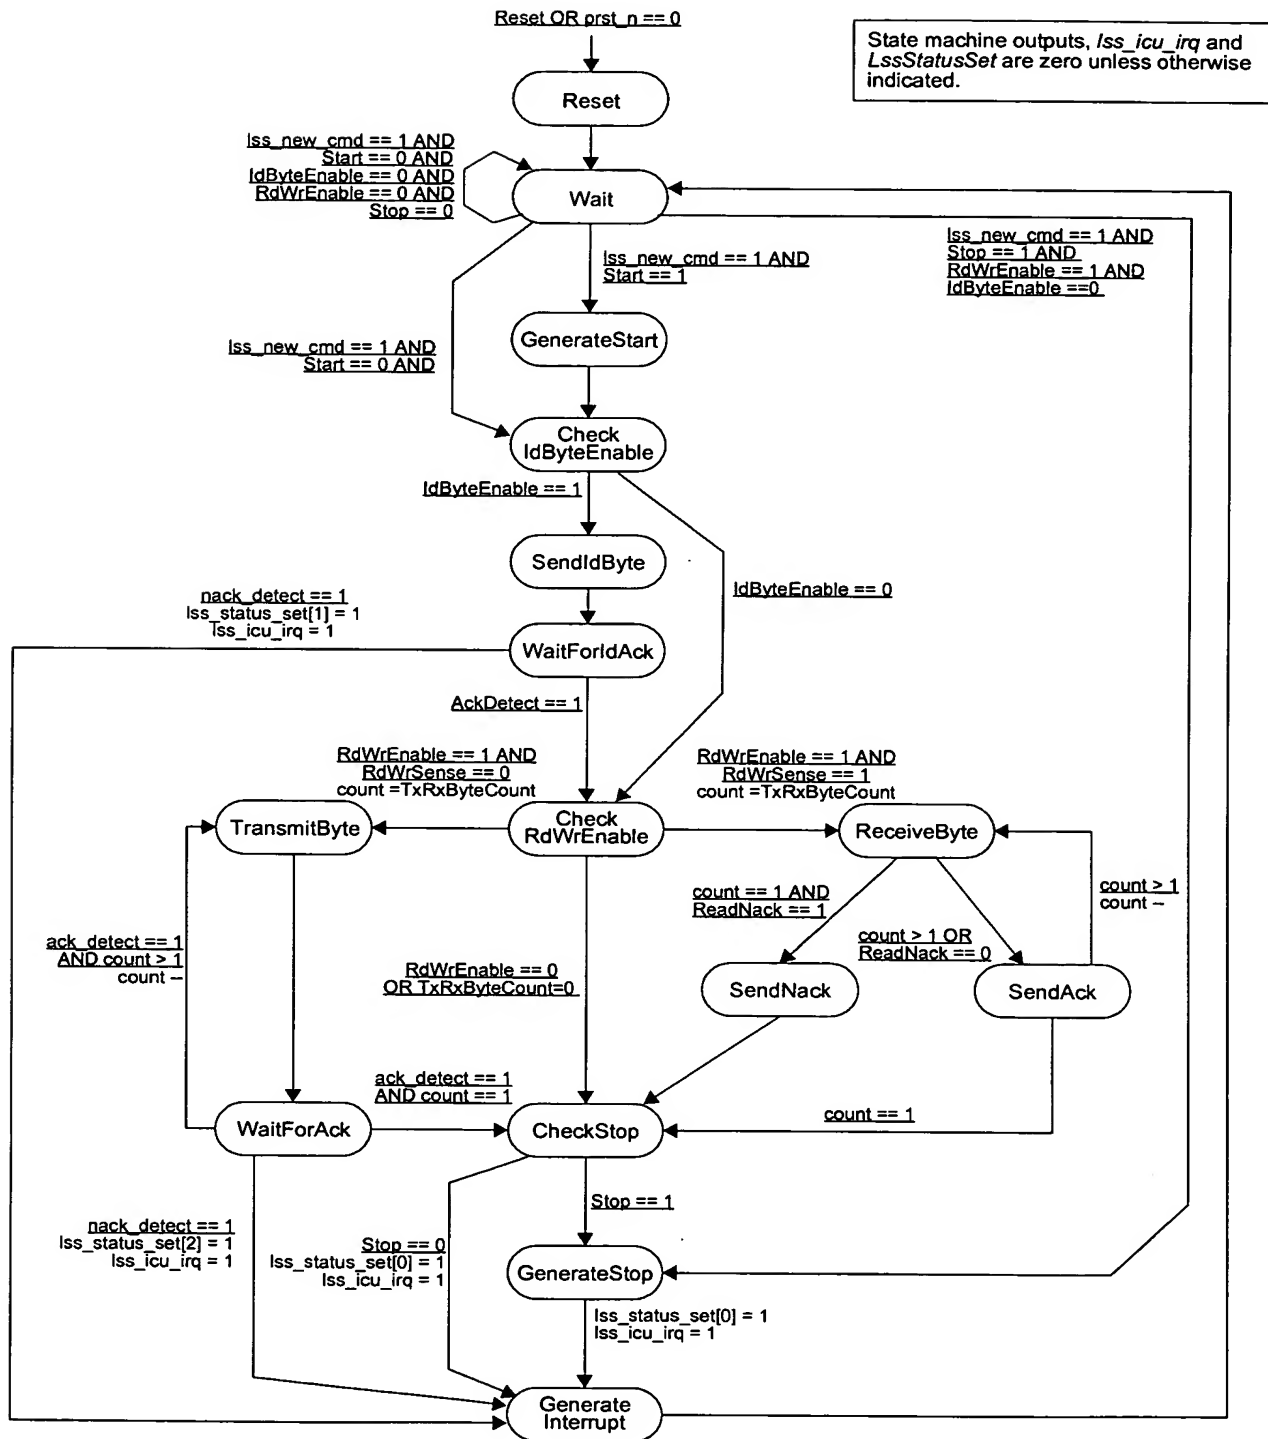 Reset OR prst_n == 0
State machine outputs, lss_icu_irq and
LssStatusSet are zero unless otherwise
indicated.
Reset
lss_new_cmd == 1 AND
Start == 0 AND
IdByteEnable == 0 AND
RdWrEnable == 0 AND
Stop == 0
Wait
lss_new_cmd == 1 AND
Stop == 1 AND
RdWrEnable == 1 AND
IdByteEnable ==0
lss_new_cmd == 1 AND
Start == 1
GenerateStart
lss_new_cmd == 1 AND
Start == 0 AND
Check
IdByteEnable
IdByteEnable == 1
SendIdByte
IdByteEnable == 0
nack_detect == 1
lss_status_set[1] = 1
lss_icu_irq = 1
WaitForIdAck
AckDetect == 1
RdWrEnable == 1 AND
RdWrSense == 0
count =TxRxByteCount
RdWrEnable == 1 AND
RdWrSense == 1
count =TxRxByteCount
TransmitByte
Check
RdWrEnable
ReceiveByte
count == 1 AND
ReadNack == 1
count > 1
count --
ack_detect == 1
AND count > 1
count --
count > 1 OR
ReadNack == 0
RdWrEnable == 0
OR TxRxByteCount=0
SendNack
SendAck
ack_detect == 1
AND count == 1
WaitForAck
CheckStop
count == 1
Stop == 1
nack_detect == 1
lss_status_set[2] = 1
lss_icu_irq = 1
Stop == 0
lss_status_set[0] = 1
lss_icu_irq = 1
GenerateStop
lss_status_set[0] = 1
lss_icu_irq = 1
Generate
Interrupt